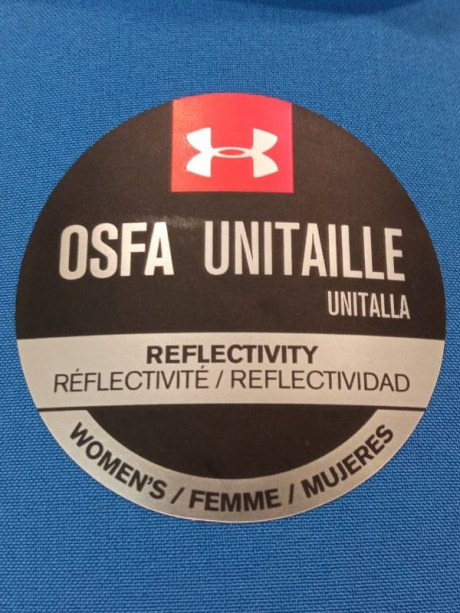 OSFA UNITAILLE
UNITALLA
REFLECTIVITY
RÉFLECTIVITÉ / REFLECTIVIDAD
WOMEN'S / FEMME / MUJERES